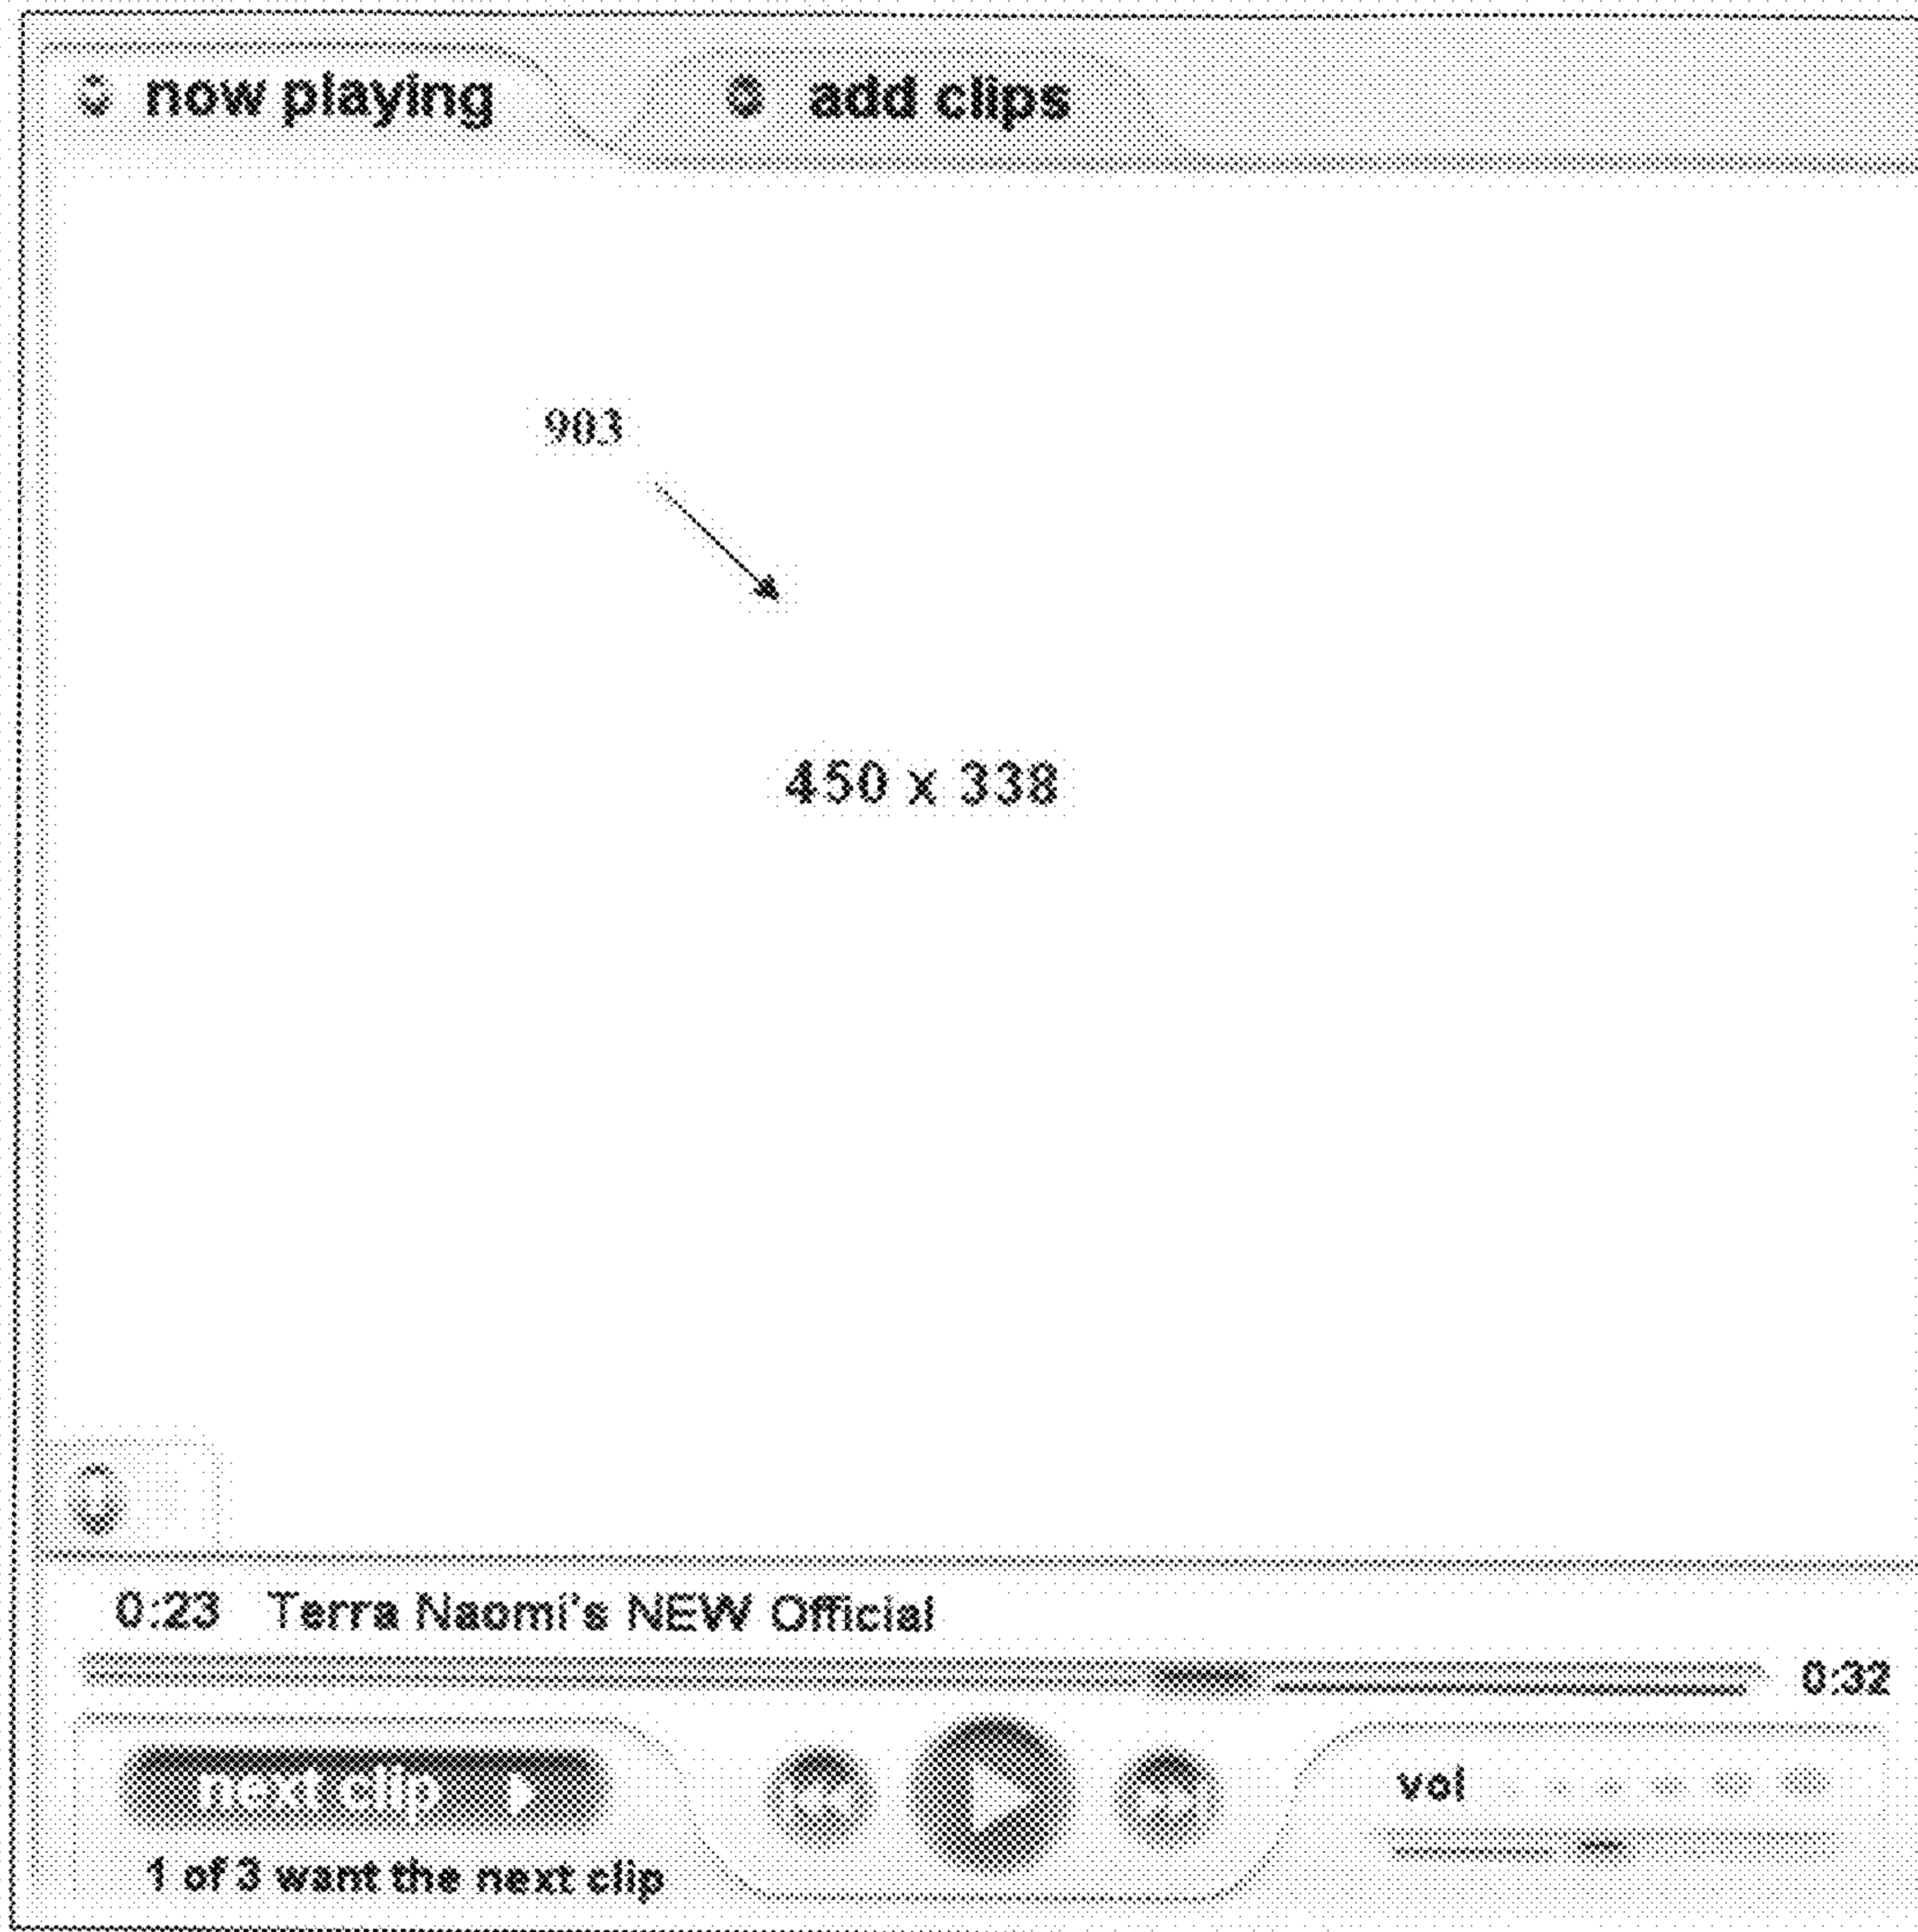 now playing
add clips
903
450 x 338
0:23 Terra Naomi's NEW Official
0:32
next clip
vol
1 of 3 want the next clip